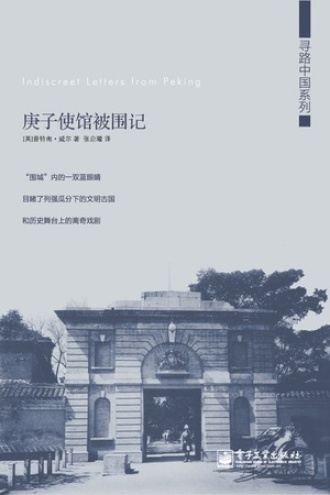 寻路中国系列
Indiscreet Letters from Peking
庚子使馆被围记
[英]普特南·威尔 著 张启耀 译
“围城”内的一双蓝眼睛
目睹了列强瓜分下的文明古国
和历史舞台上的离奇戏剧
电子工业出版社